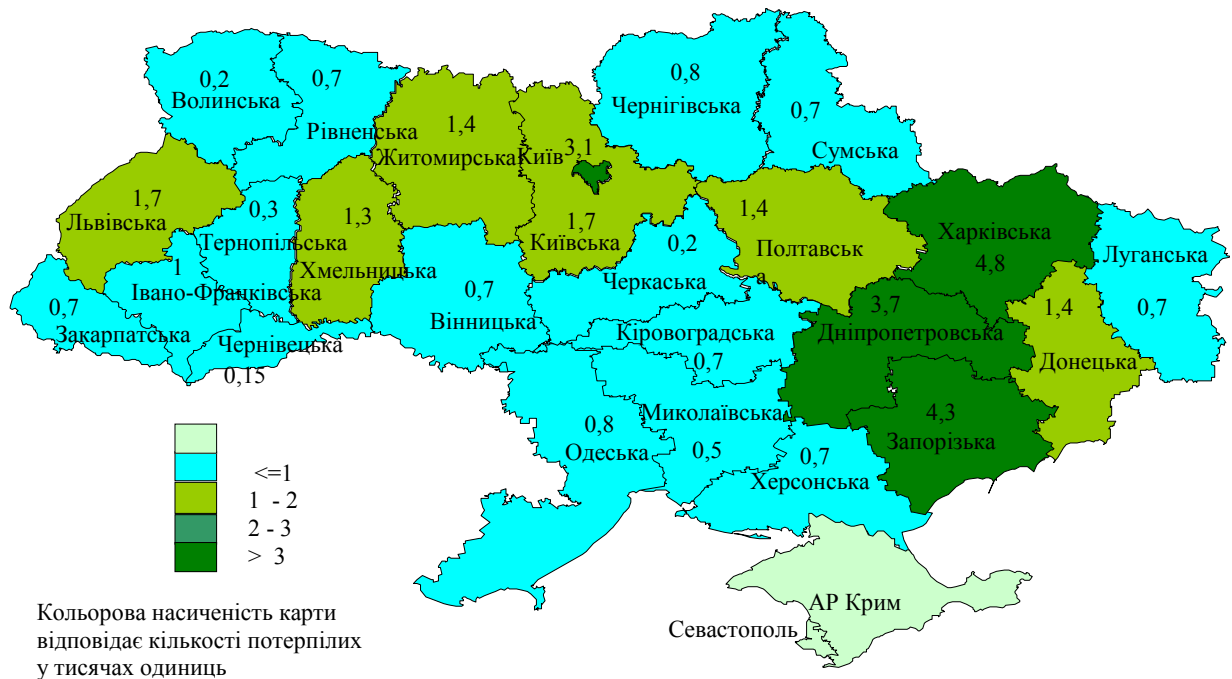 0,2
Волинська
0,7
Рівненська
1,4
Житомирська
Київ
3,1
0,8
Чернігівська
0,7
Сумська
1,7
Львівська
0,3
Тернопільська
1,3
Хмельницька
1,7
Київська
0,2
Черкаська
1,4
Полтавськ
а
Харківська
4,8
Луганська
0,7
1
Івано-Франківська
0,7
Закарпатська
Чернівецька
0,15
0,7
Вінницька
Кіровоградська
0,7
3,7
Дніпропетровська
1,4
Донецька
0,8
Одеська
Миколаївська
0,5
4,3
Запорізька
0,7
Херсонська
АР Крим
Севастополь
<=1
1 - 2
2 - 3
> 3
Кольорова насиченість карти
відповідає кількості потерпілих
у тисячах одиниць